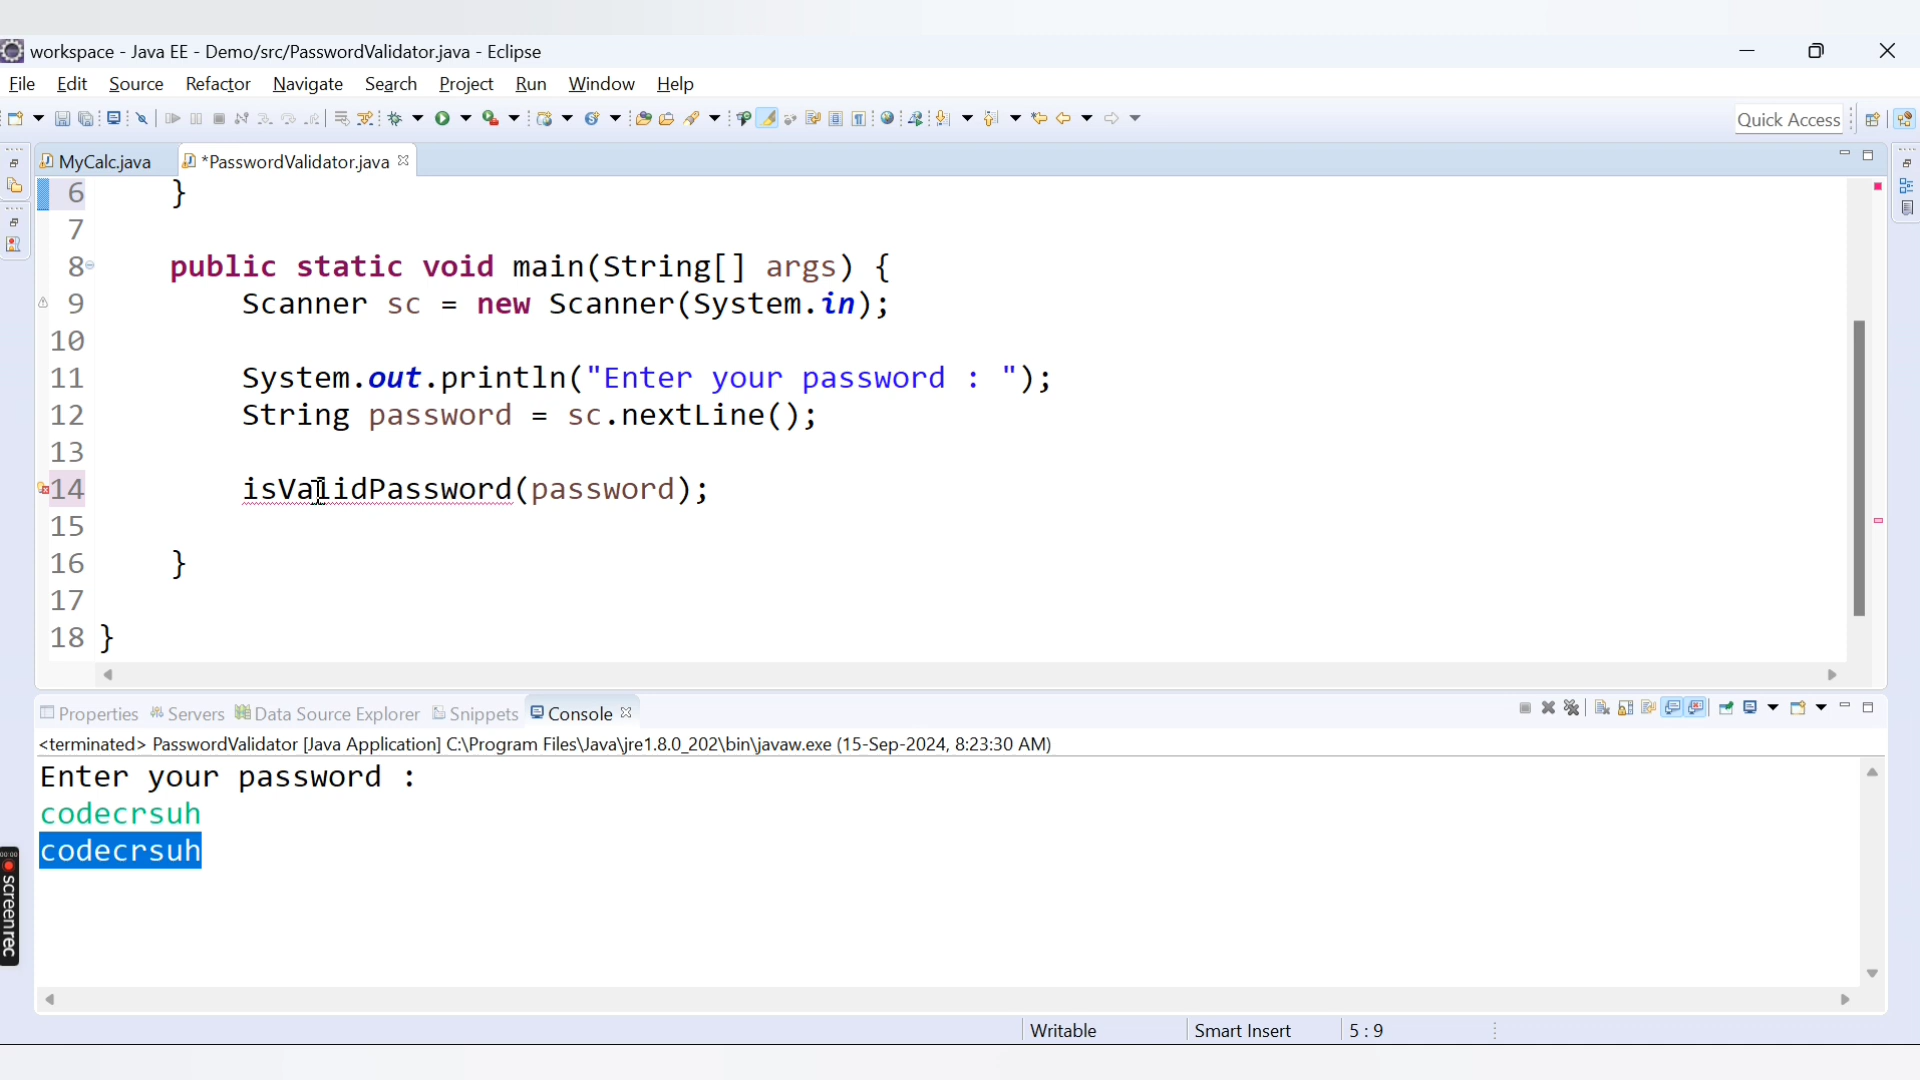 workspace - Java EE - Demo/src/PasswordValidator.java - Eclipse
File Edit Source Refactor Navigate Search Project Run Window Help
Quick Access
MyCalc.java *PasswordValidator.java
6 }
7
8 public static void main(String[] args) {
9 Scanner sc = new Scanner(System.in);
10
11 System.out.println("Enter your password : ");
12 String password = sc.nextLine();
13
14 isValidPassword(password);
15
16 }
17
18 }
Properties Servers Data Source Explorer Snippets Console
<terminated> PasswordValidator [Java Application] C:\Program Files\Java\jre1.8.0_202\bin\javaw.exe (15-Sep-2024, 8:23:30 AM)
Enter your password :
codecrsuh
codecrsuh
00:00
screenrec
Writable Smart Insert 5 : 9